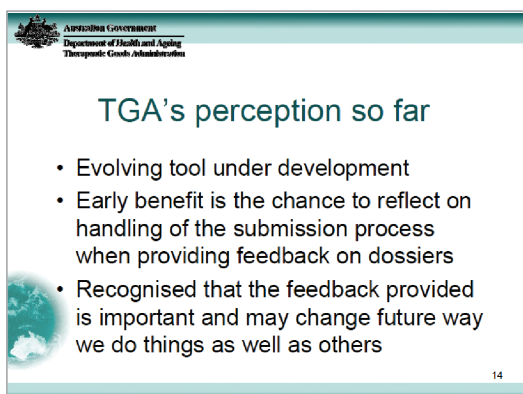 Australian Government
Department of Health and Ageing
Therapeutic Goods Administration
TGA's perception so far
• Evolving tool under development
• Early benefit is the chance to reflect on
handling of the submission process
when providing feedback on dossiers
• Recognised that the feedback provided
is important and may change future way
we do things as well as others
14